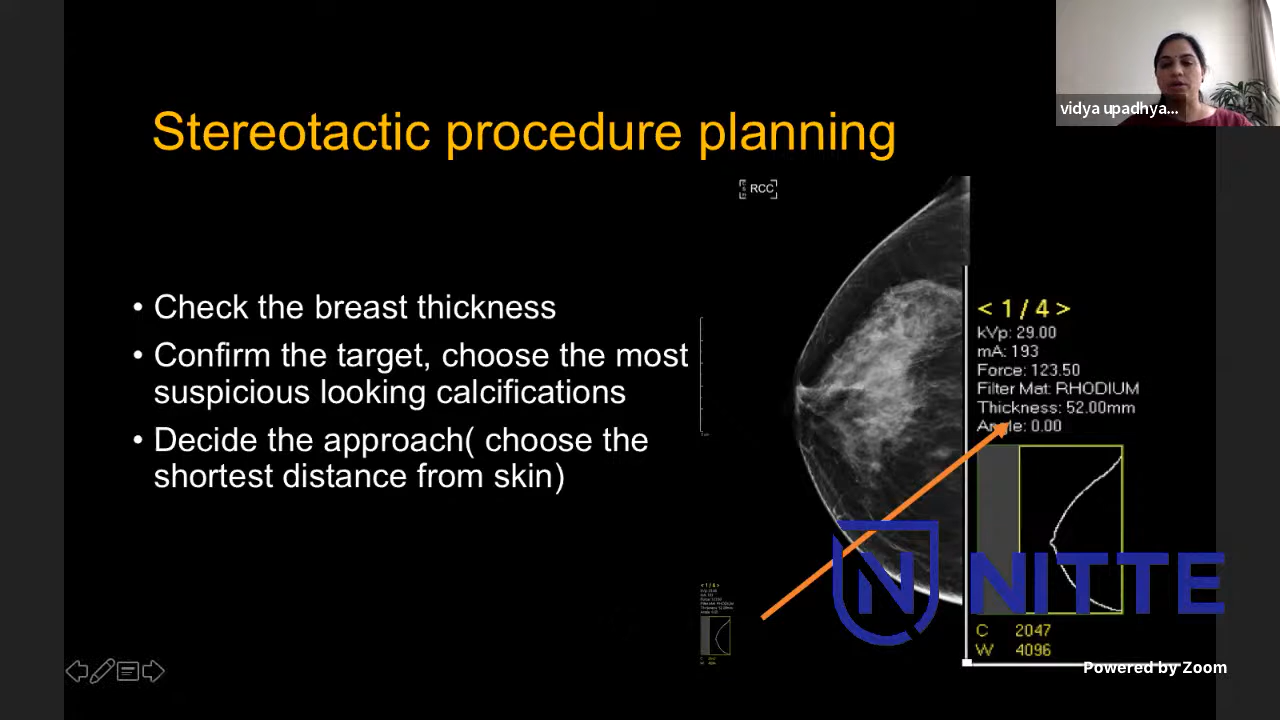 vidya upadhya...
Stereotactic procedure planning
RCC
• Check the breast thickness
• Confirm the target, choose the most
suspicious looking calcifications
• Decide the approach( choose the
shortest distance from skin)
< 1 / 4 >
kVp: 29.00
mA: 193
Force: 123.50
Filter Mat: RHODIUM
Thickness: 52.00mm
Angle: 0.00
N NITTE
C 2047
W 4096
Powered by Zoom